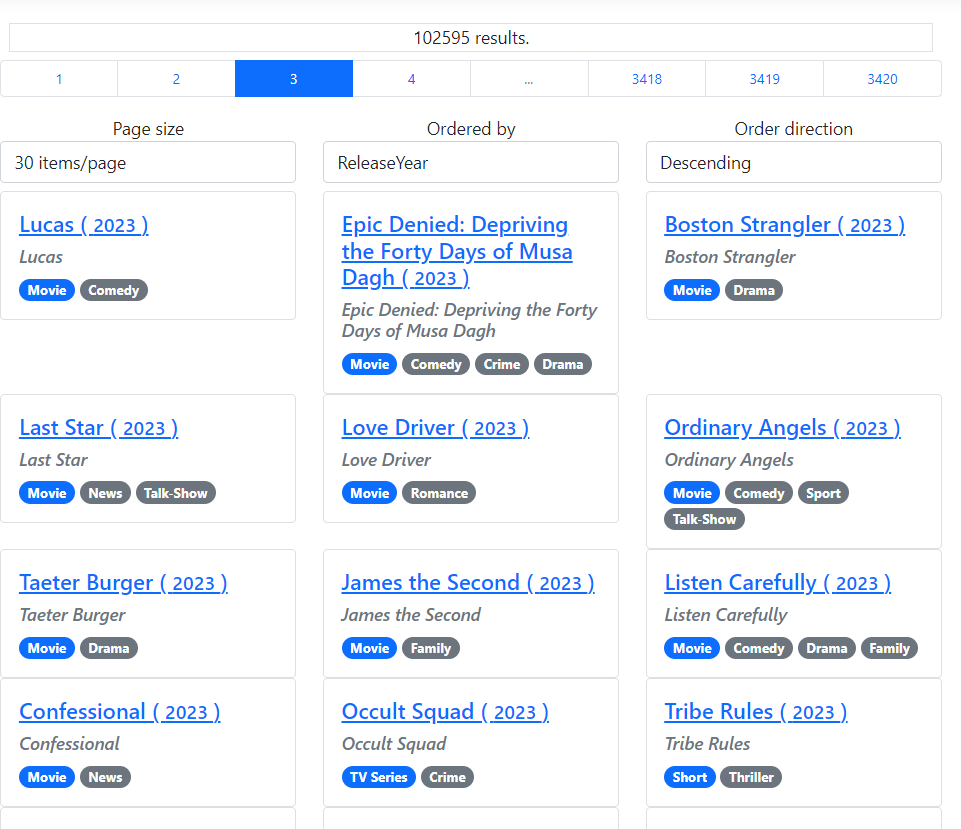 102595 results.
1 2 3 4 ... 3418 3419 3420
Page size
30 items/page
Ordered by
ReleaseYear
Order direction
Descending
Lucas ( 2023 )
Lucas
Movie Comedy
Epic Denied: Depriving
the Forty Days of Musa
Dagh ( 2023 )
Epic Denied: Depriving the Forty
Days of Musa Dagh
Movie Comedy Crime Drama
Boston Strangler ( 2023 )
Boston Strangler
Movie Drama
Last Star ( 2023 )
Last Star
Movie News Talk-Show
Love Driver ( 2023 )
Love Driver
Movie Romance
Ordinary Angels ( 2023 )
Ordinary Angels
Movie Comedy Sport
Talk-Show
Taeter Burger ( 2023 )
Taeter Burger
Movie Drama
James the Second ( 2023 )
James the Second
Movie Family
Listen Carefully ( 2023 )
Listen Carefully
Movie Comedy Drama Family
Confessional ( 2023 )
Confessional
Movie News
Occult Squad ( 2023 )
Occult Squad
TV Series Crime
Tribe Rules ( 2023 )
Tribe Rules
Short Thriller